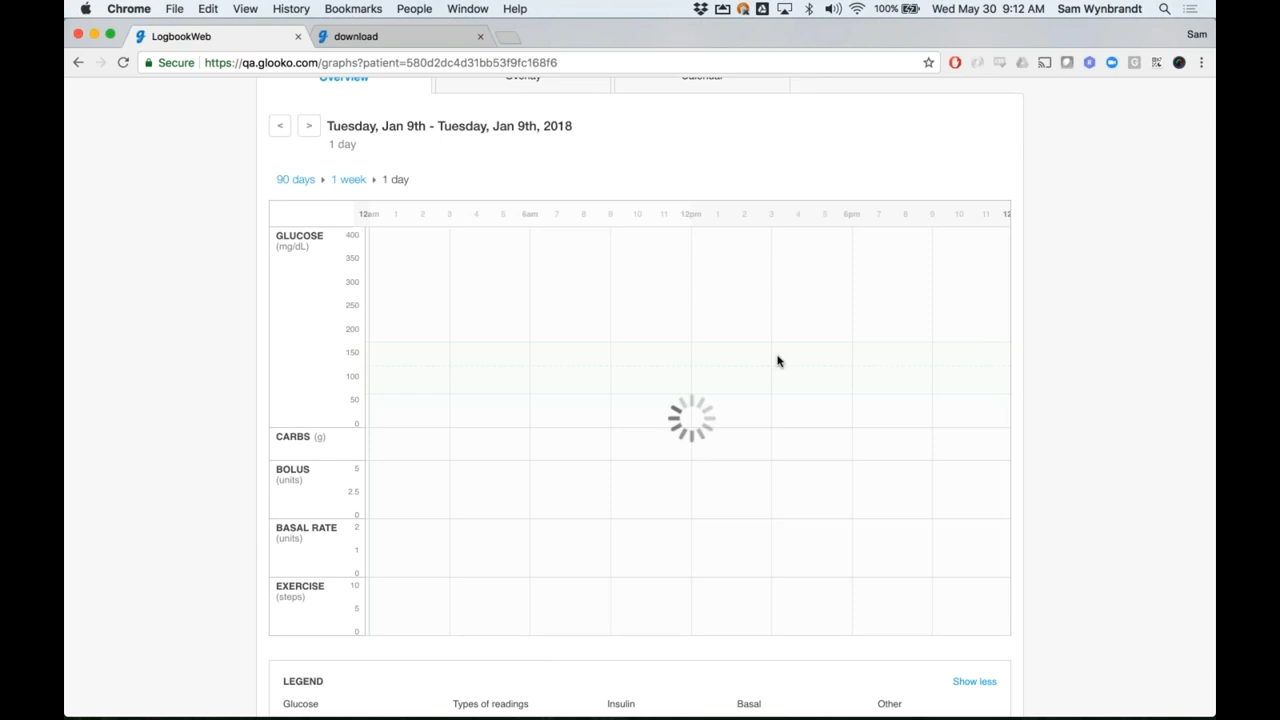 Chrome File Edit View History Bookmarks People Window Help 100% Wed May 30 9:12 AM Sam Wynbrandt
LogbookWeb × download × Sam
Secure https://qa.glooko.com/graphs?patient=580d2dc4d31bb53f9fc168f6
Overview Overlay Calendar
< > Tuesday, Jan 9th - Tuesday, Jan 9th, 2018
1 day
90 days 1 week 1 day
12am 1 2 3 4 5 6am 7 8 9 10 11 12pm 1 2 3 4 5 6pm 7 8 9 10 11 12
GLUCOSE 400
(mg/dL)
350
300
250
200
150
100
50
0
CARBS (g)
BOLUS 5
(units)
2.5
0
BASAL RATE 2
(units)
1
0
EXERCISE 10
(steps)
5
0
LEGEND Show less
Glucose Types of readings Insulin Basal Other